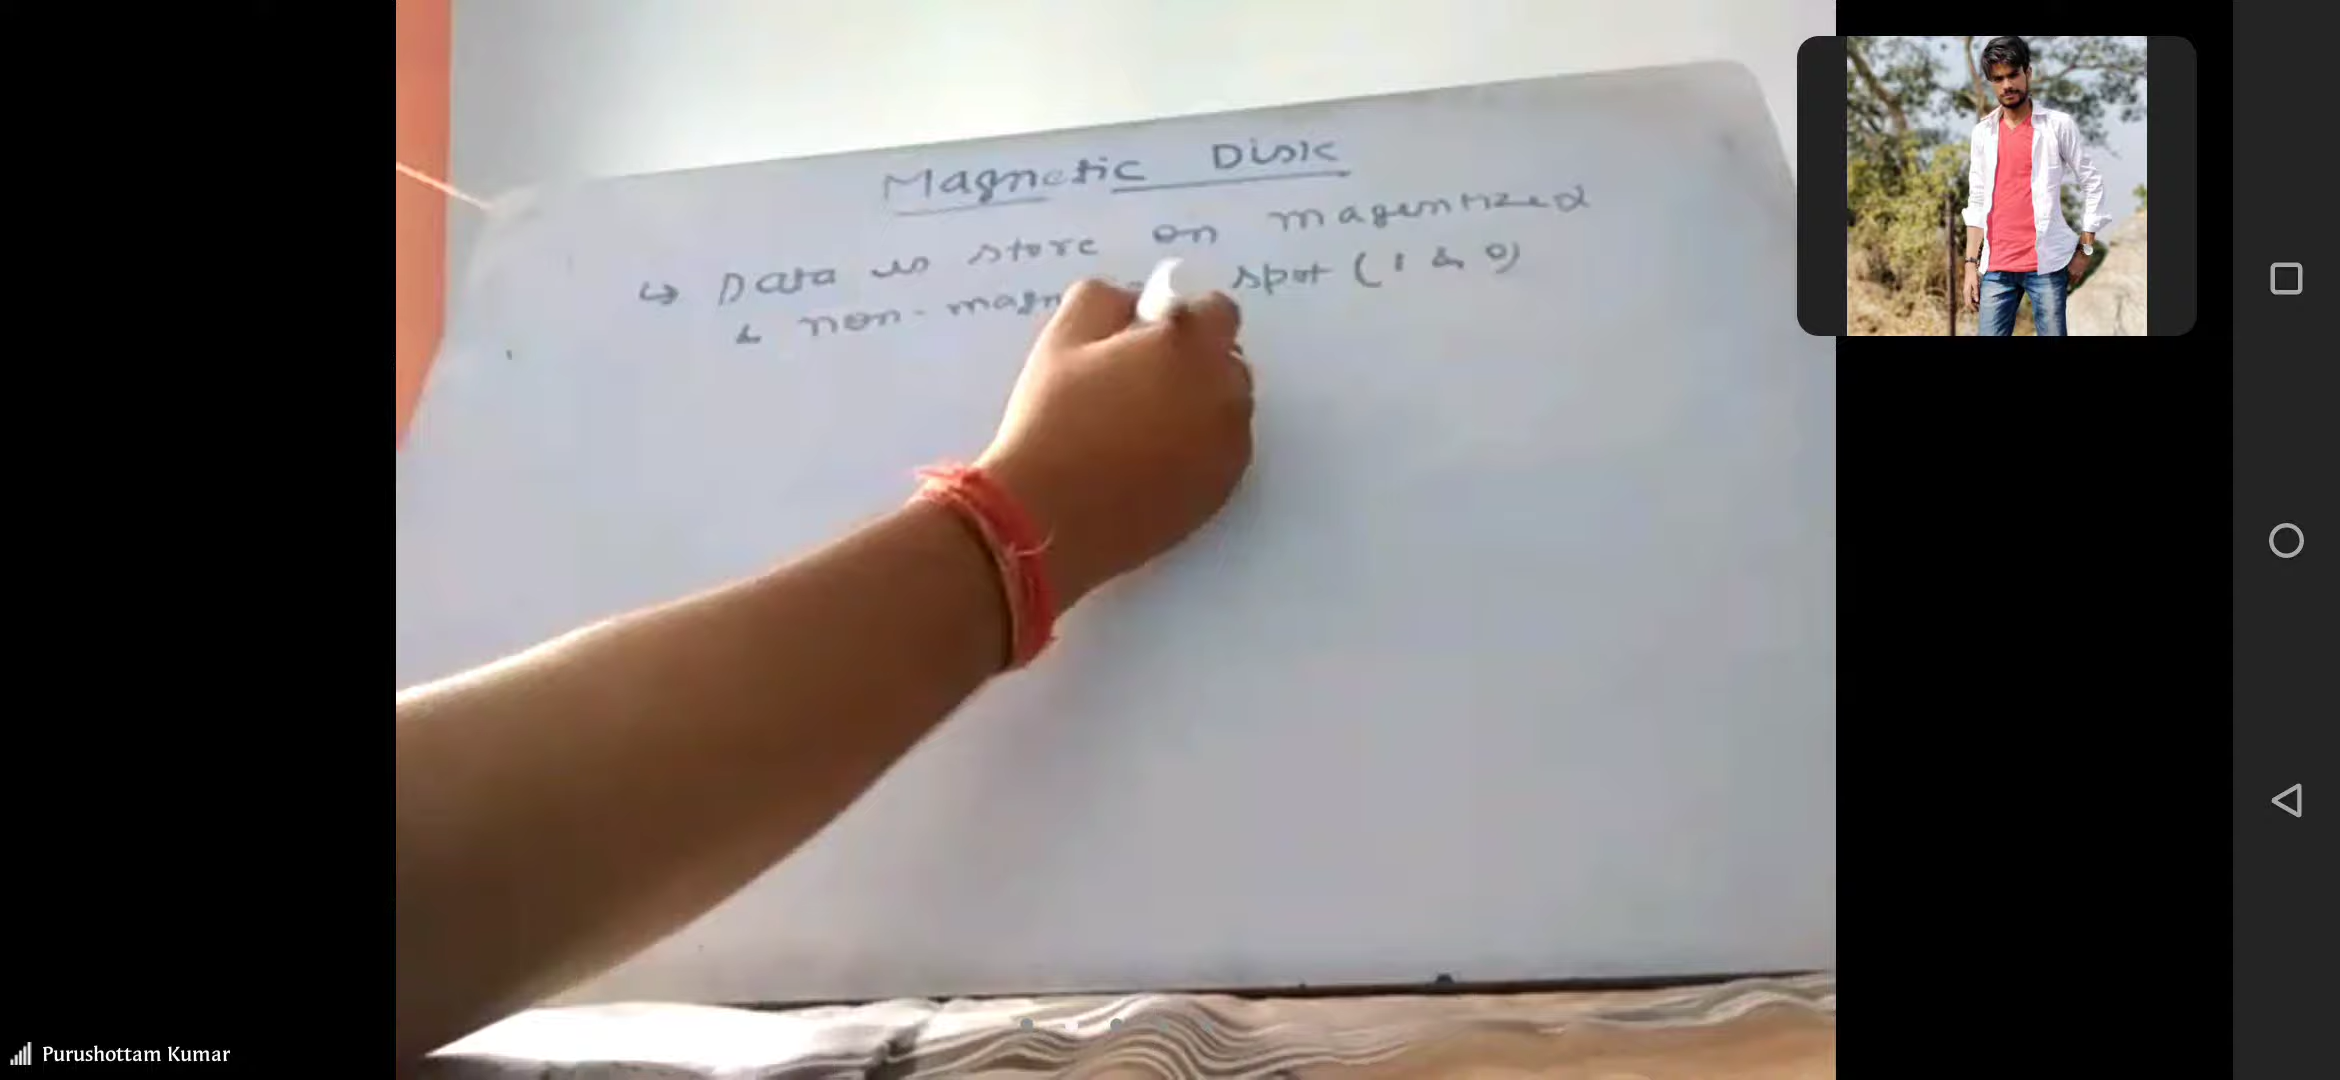 Magnetic Disk
↳ Data is store on magentized
& non-magn spot (1 & 0)
Purushottam Kumar